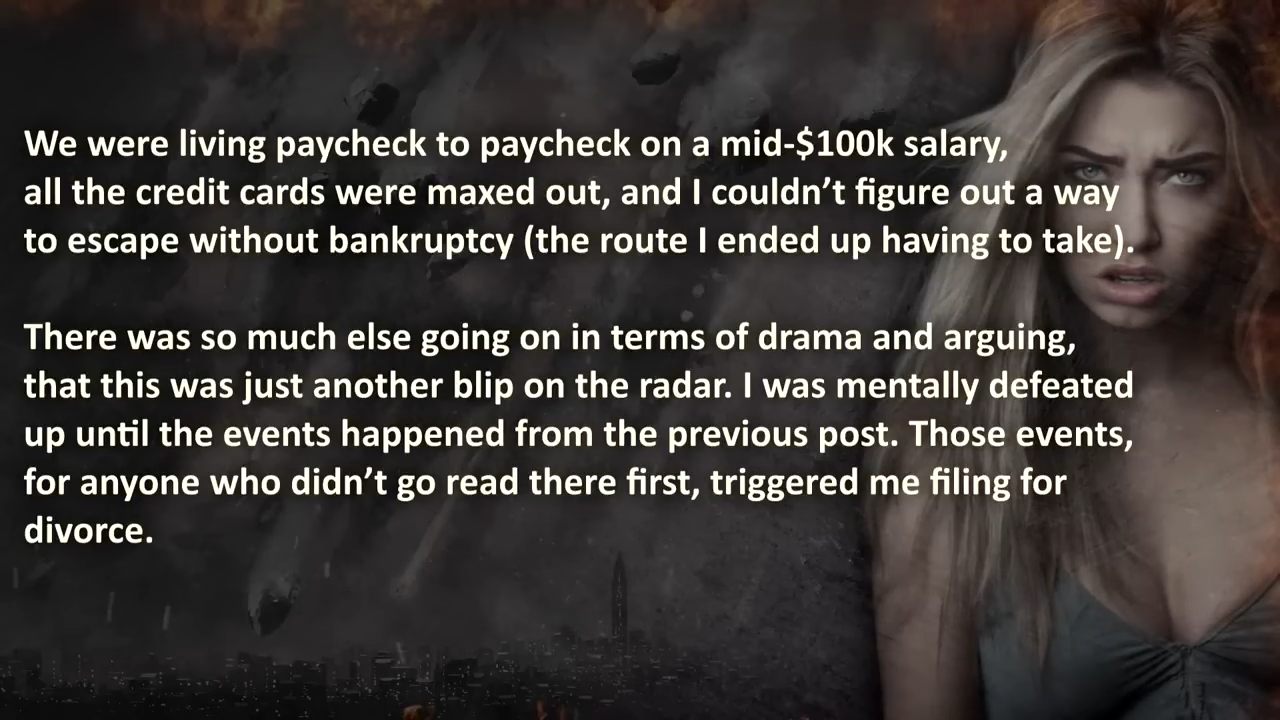 We were living paycheck to paycheck on a mid-$100k salary,
all the credit cards were maxed out, and I couldn’t figure out a way
to escape without bankruptcy (the route I ended up having to take).
There was so much else going on in terms of drama and arguing,
that this was just another blip on the radar. I was mentally defeated
up until the events happened from the previous post. Those events,
for anyone who didn’t go read there first, triggered me filing for
divorce.